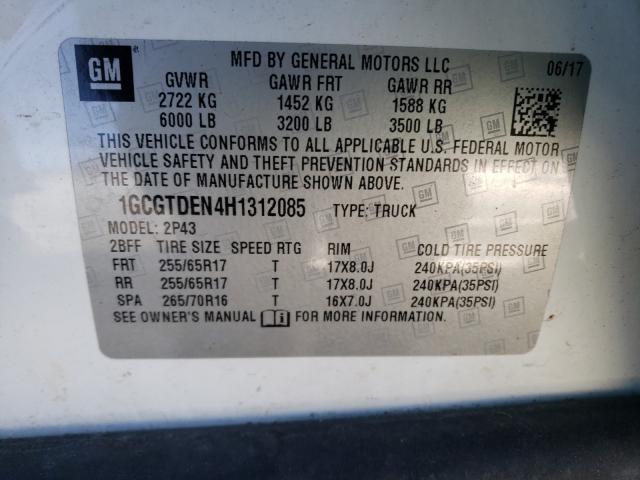 GM
MFD BY GENERAL MOTORS LLC 06/17
GVWR GAWR FRT GAWR RR
2722 KG 1452 KG 1588 KG
6000 LB 3200 LB 3500 LB
THIS VEHICLE CONFORMS TO ALL APPLICABLE U.S. FEDERAL MOTOR
VEHICLE SAFETY AND THEFT PREVENTION STANDARDS IN EFFECT ON
THE DATE OF MANUFACTURE SHOWN ABOVE.
1GCGTDEN4H1312085 TYPE: TRUCK
MODEL: 2P43
2BFF TIRE SIZE SPEED RTG RIM COLD TIRE PRESSURE
FRT 255/65R17 T 17X8.0J 240KPA(35PSI)
RR 255/65R17 T 17X8.0J 240KPA(35PSI)
SPA 265/70R16 T 16X7.0J 240KPA(35PSI)
SEE OWNER'S MANUAL FOR MORE INFORMATION.